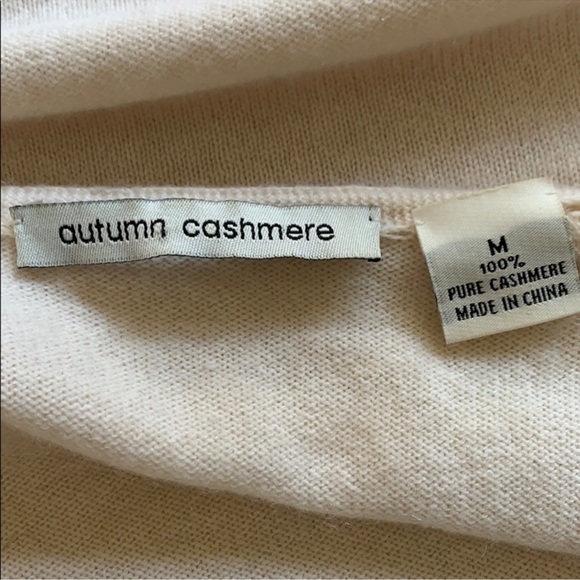 autumn cashmere
M
100%
PURE CASHMERE
MADE IN CHINA